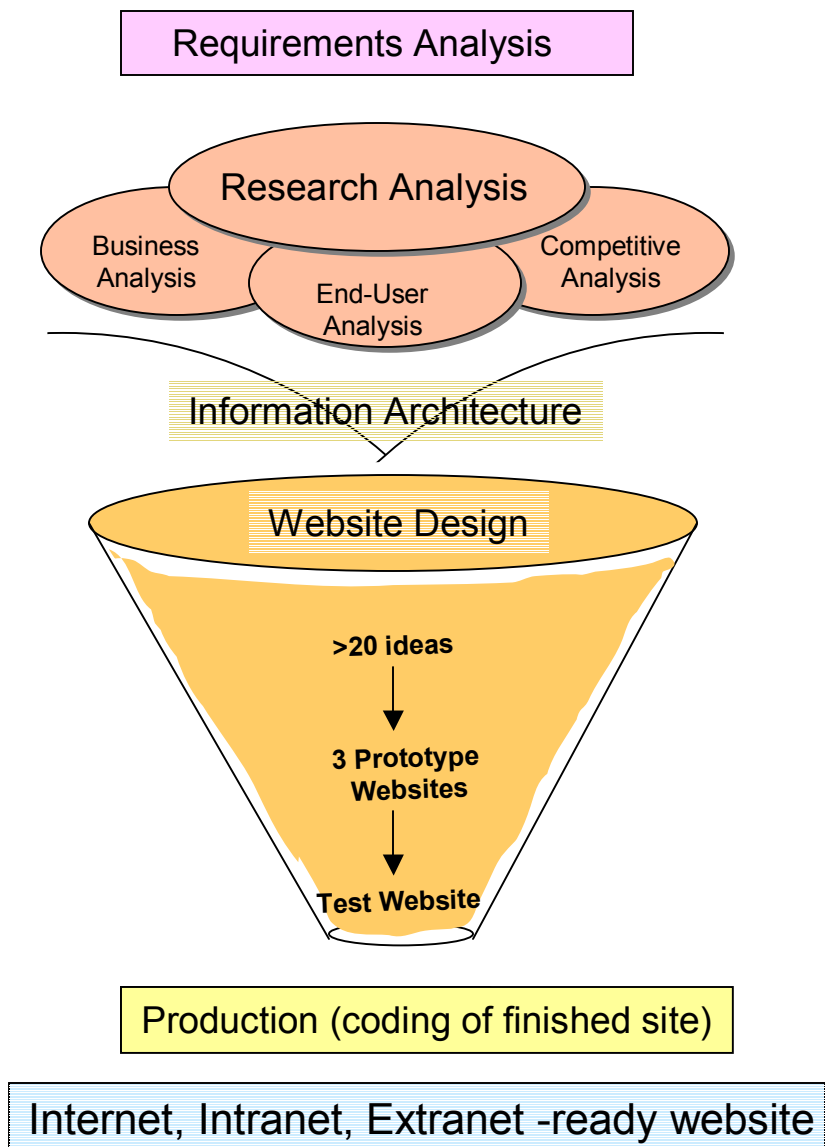 Requirements Analysis
Research Analysis
Business
Analysis
End-User
Analysis
Competitive
Analysis
Information Architecture
Website Design
>20 ideas
3 Prototype
Websites
Test Website
Production (coding of finished site)
Internet, Intranet, Extranet -ready website